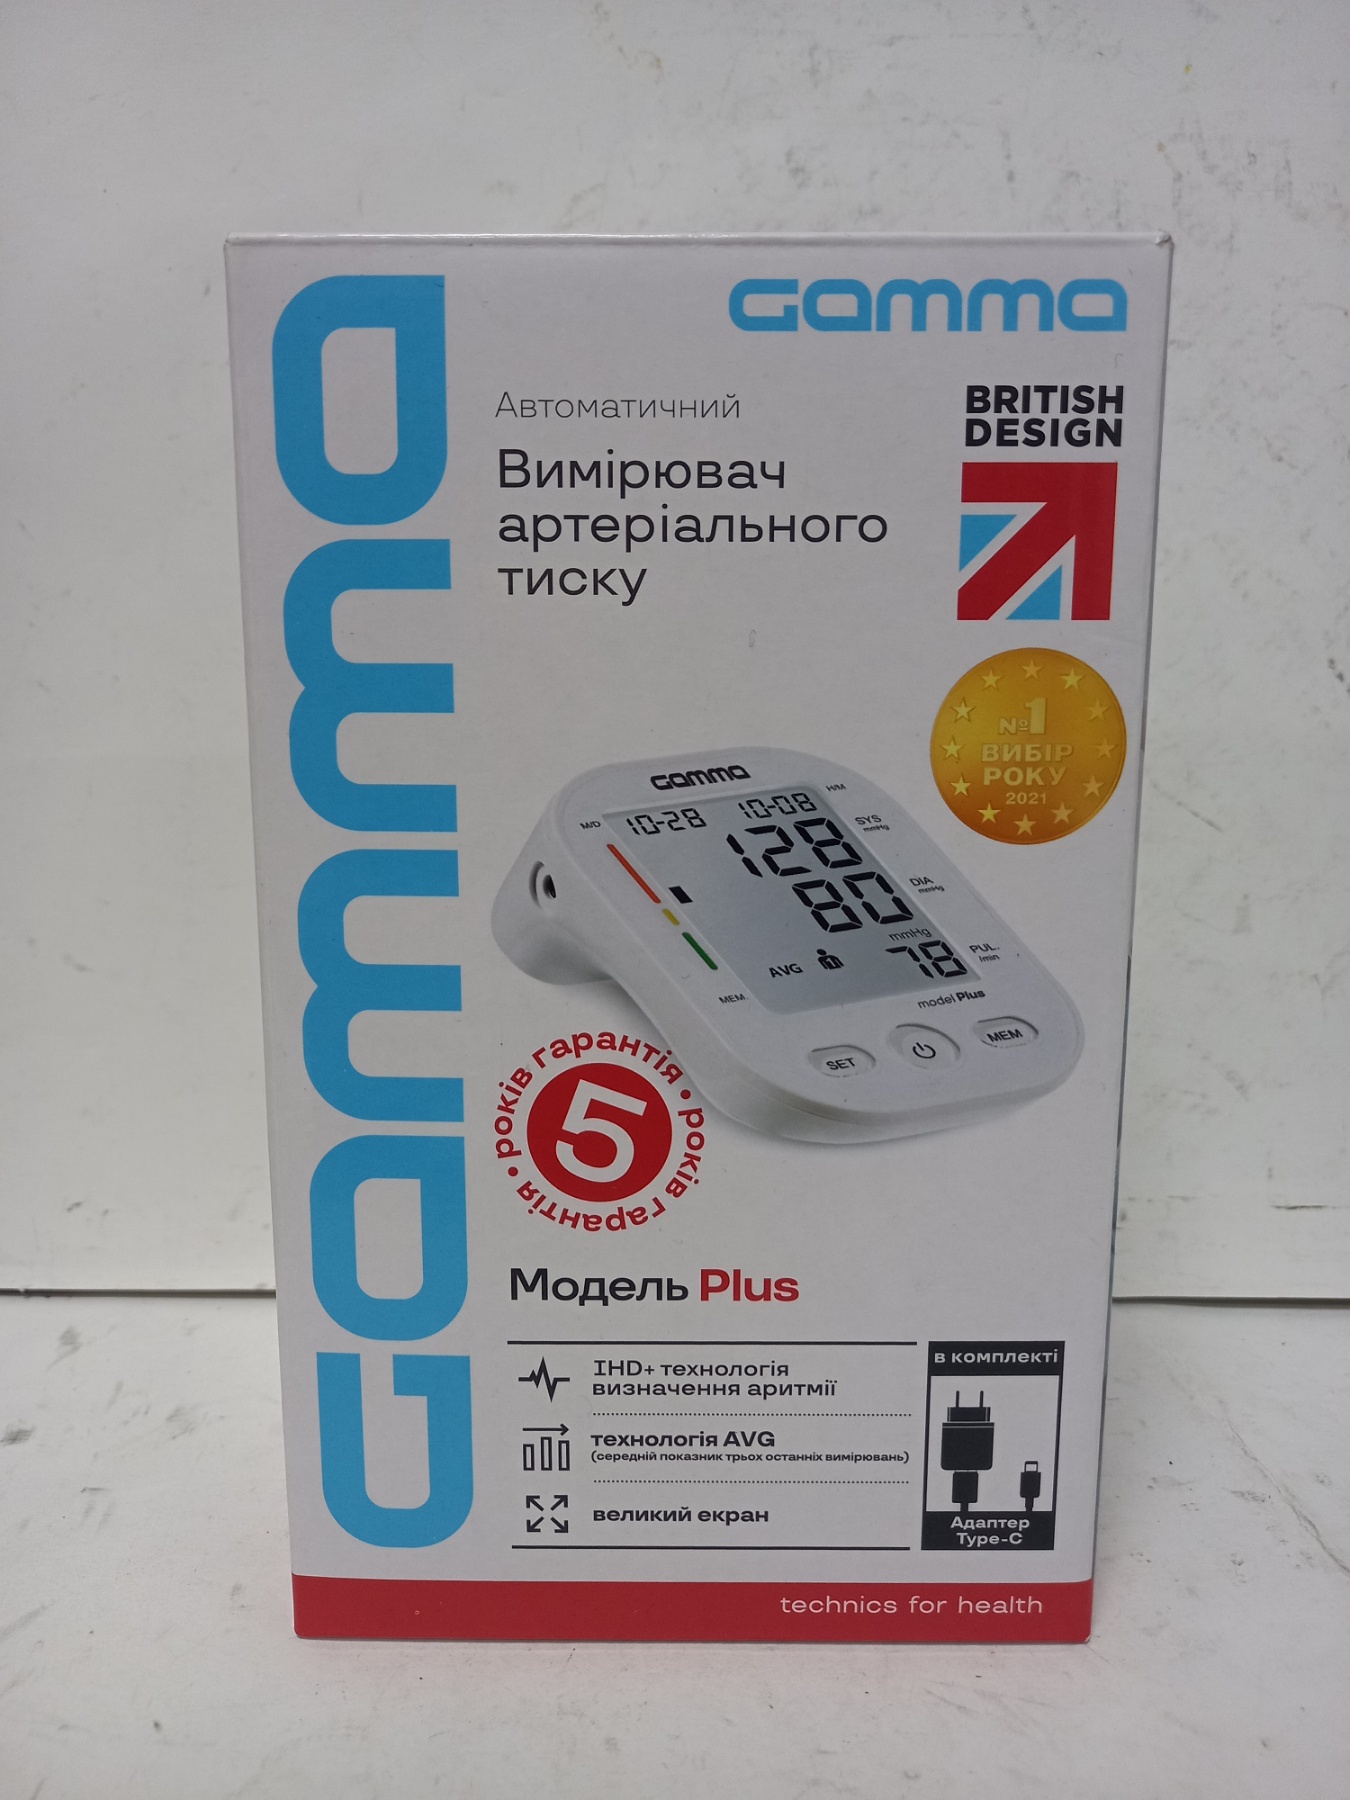 Gamma
Gamma
Автоматичний
Вимірювач
артеріального
тиску
BRITISH
DESIGN
№1
ВИБІР
РОКУ
2021
Gamma
M/D
10-28
10-08
H/M
128
SYS
mmHg
80
DIA
mmHg
mmHg
AVG
78
PUL.
/min
MEM.
model Plus
SET
MEM
років гарантія • років гарантія •
5
Модель Plus
IHD+ технологія
визначення аритмії
технологія AVG
(середній показник трьох останніх вимірювань)
великий екран
в комплекті
Адаптер
Type-C
technics for health